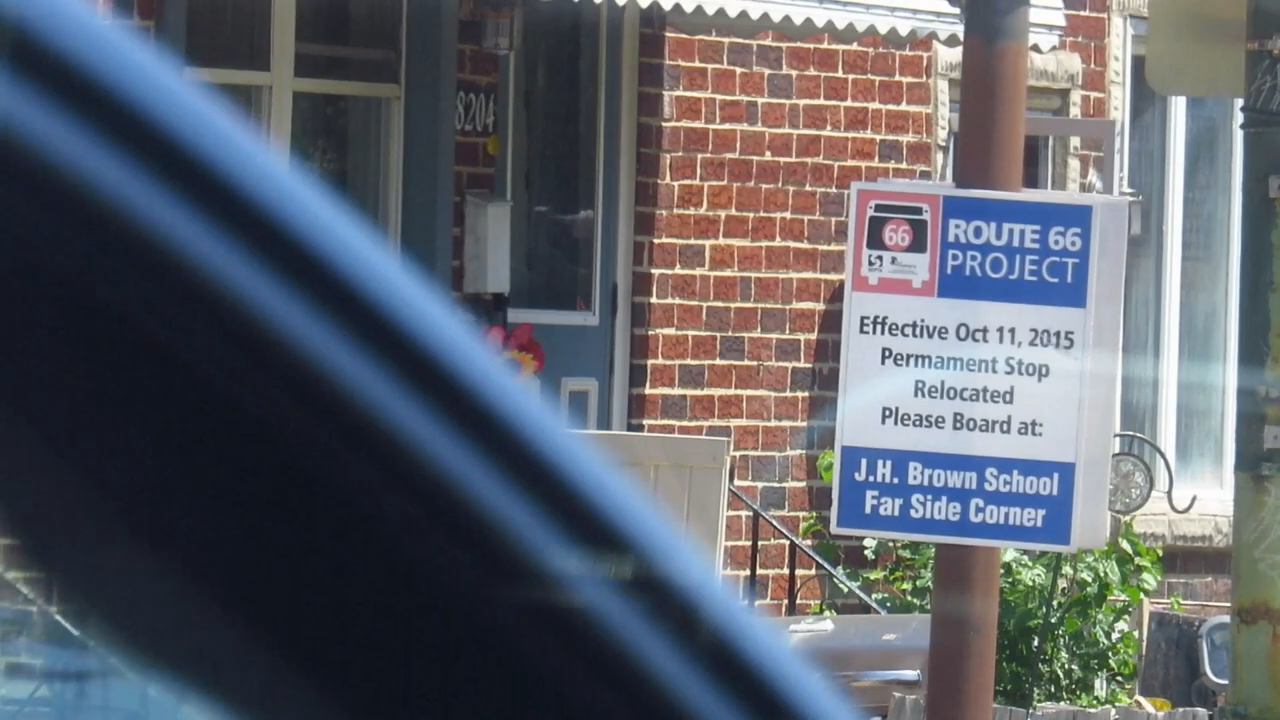 8204
66
SEPTA
ROUTE 66
PROJECT
Effective Oct 11, 2015
Permament Stop
Relocated
Please Board at:
J.H. Brown School
Far Side Corner